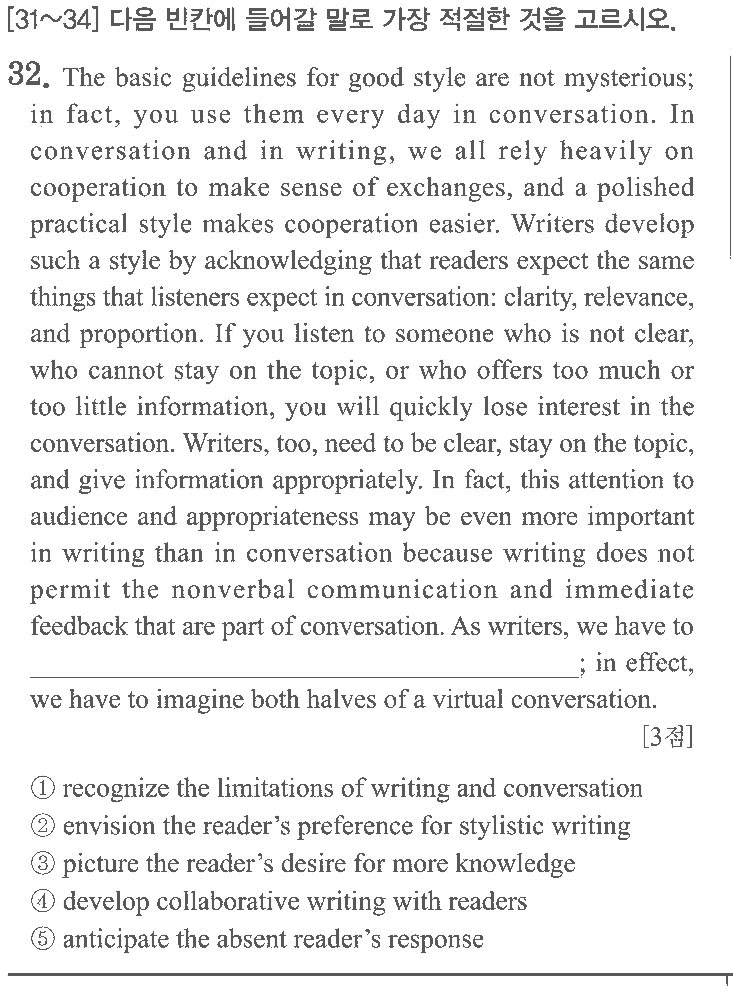 [31～34] 다음 빈칸에 들어갈 말로 가장 적절한 것을 고르시오.
32. The basic guidelines for good style are not mysterious;
in fact, you use them every day in conversation. In
conversation and in writing, we all rely heavily on
cooperation to make sense of exchanges, and a polished
practical style makes cooperation easier. Writers develop
such a style by acknowledging that readers expect the same
things that listeners expect in conversation: clarity, relevance,
and proportion. If you listen to someone who is not clear,
who cannot stay on the topic, or who offers too much or
too little information, you will quickly lose interest in the
conversation. Writers, too, need to be clear, stay on the topic,
and give information appropriately. In fact, this attention to
audience and appropriateness may be even more important
in writing than in conversation because writing does not
permit the nonverbal communication and immediate
feedback that are part of conversation. As writers, we have to
; in effect,
we have to imagine both halves of a virtual conversation.
[3점]
① recognize the limitations of writing and conversation
② envision the reader's preference for stylistic writing
③ picture the reader's desire for more knowledge
④ develop collaborative writing with readers
⑤ anticipate the absent reader's response